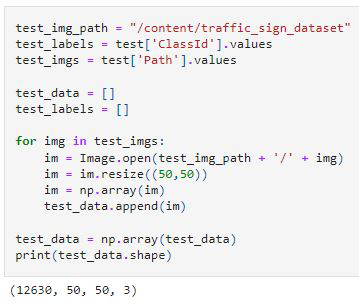 test_img_path = "/content/traffic_sign_dataset"
test_labels = test['ClassId'].values
test_imgs = test['Path'].values

test_data = []
test_labels = []

for img in test_imgs:
    im = Image.open(test_img_path + '/' + img)
    im = im.resize((50,50))
    im = np.array(im)
    test_data.append(im)

test_data = np.array(test_data)
print(test_data.shape)

(12630, 50, 50, 3)